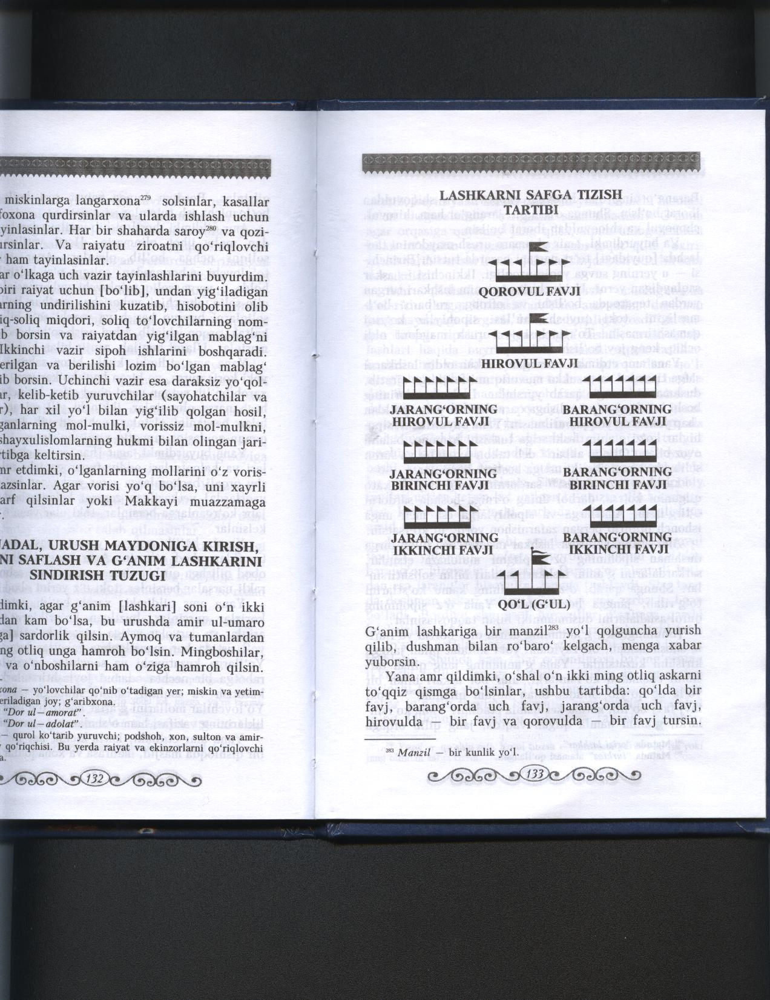 miskinlarga langarxona²⁷⁹ solsinlar, kasallar
foxona qurdirsinlar va ularda ishlash uchun
yinlasinlar. Har bir shaharda saroy²⁸⁰ va qozi-
ursinlar. Va raiyatu ziroatni qo‘riqlovchi
ham tayinlasinlar.
ar o‘lkaga uch vazir tayinlashlarini buyurdim.
biri raiyat uchun [bo‘lib], undan yig‘iladigan
arning undirilishini kuzatib, hisobotini olib
iq-soliq miqdori, soliq to‘lovchilarning nom-
ib borsin va raiyatdan yig‘ilgan mablag‘ni
Ikkinchi vazir sipoh ishlarini boshqaradi.
erilgan va berilishi lozim bo‘lgan mablag‘
ib borsin. Uchinchi vazir esa daraksiz yo‘qol-
ar, kelib-ketib yuruvchilar (sayohatchilar va
r), har xil yo‘l bilan yig‘ilib qolgan hosil,
ganlarning mol-mulki, vorissiz mol-mulkni,
shayxulislomlarning hukmi bilan olingan jari-
rtibga keltirsin.
mr etdimki, o‘lganlarning mollarini o‘z voris-
azsinlar. Agar vorisi yo‘q bo‘lsa, uni xayrli
arf qilsinlar yoki Makkayi muazzamaga
JADAL, URUSH MAYDONIGA KIRISH,
NI SAFLASH VA G‘ANIM LASHKARINI
SINDIRISH TUZUGI
dimki, agar g‘anim [lashkari] soni o‘n ikki
dan kam bo‘lsa, bu urushda amir ul-umaro
ga] sardorlik qilsin. Aymoq va tumanlardan
ng otliq unga hamroh bo‘lsin. Mingboshilar,
va o‘nboshilarni ham o‘ziga hamroh qilsin.
xona — yo‘lovchilar qo‘nib o‘tadigan yer; miskin va yetim-
eriladigan joy; g‘aribxona.
“Dor ul—amorat”.
“Dor ul—adolat”.
— qurol ko‘tarib yuruvchi; podshoh, xon, sulton va amir-
qo‘riqchisi. Bu yerda raiyat va ekinzorlarni qo‘riqlovchi
a.
132
LASHKARNI SAFGA TIZISH
TARTIBI
QOROVUL FAVJI
HIROVUL FAVJI
JARANG‘ORNING
HIROVUL FAVJI
BARANG‘ORNING
HIROVUL FAVJI
JARANG‘ORNING
BIRINCHI FAVJI
BARANG‘ORNING
BIRINCHI FAVJI
JARANG‘ORNING
IKKINCHI FAVJI
BARANG‘ORNING
IKKINCHI FAVJI
QO‘L (G‘UL)
G‘anim lashkariga bir manzil²⁸³ yo‘l qolguncha yurish
qilib, dushman bilan ro‘baro‘ kelgach, menga xabar
yuborsin.
Yana amr qildimki, o‘sha o‘n ikki ming otliq askarni
to‘qqiz qismga bo‘lsinlar, ushbu tartibda: qo‘lda bir
favj, barang‘orda uch favj, jarang‘orda uch favj,
hirovulda — bir favj va qorovulda — bir favj tursin.
²⁸³ Manzil — bir kunlik yo‘l.
133